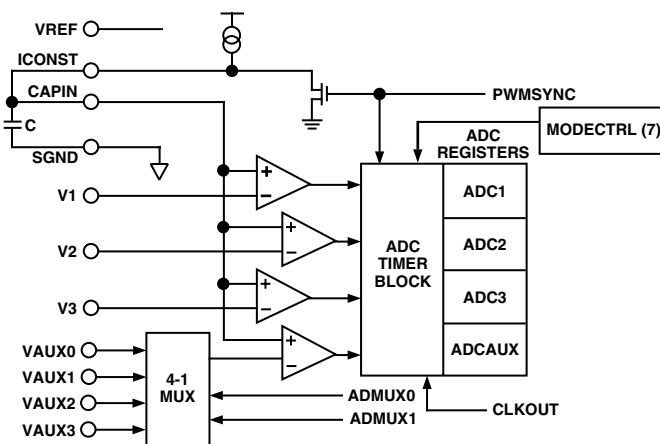 VREF
ICONST
CAPIN
C
SGND
PWMSYNC
MODECTRL (7)
ADC
REGISTERS
V1
+
−
ADC1
V2
+
−
ADC
TIMER
BLOCK
ADC2
V3
+
−
ADC3
+
−
ADCAUX
VAUX0
VAUX1
VAUX2
VAUX3
4-1
MUX
ADMUX0
ADMUX1
CLKOUT